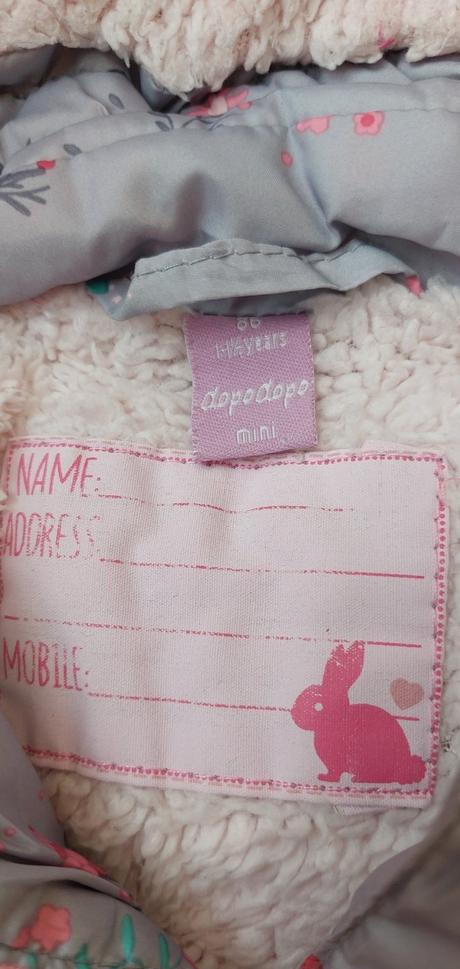 86
1-1½years
dopodopo
mini
NAME:
ADDRESS:
MOBILE: